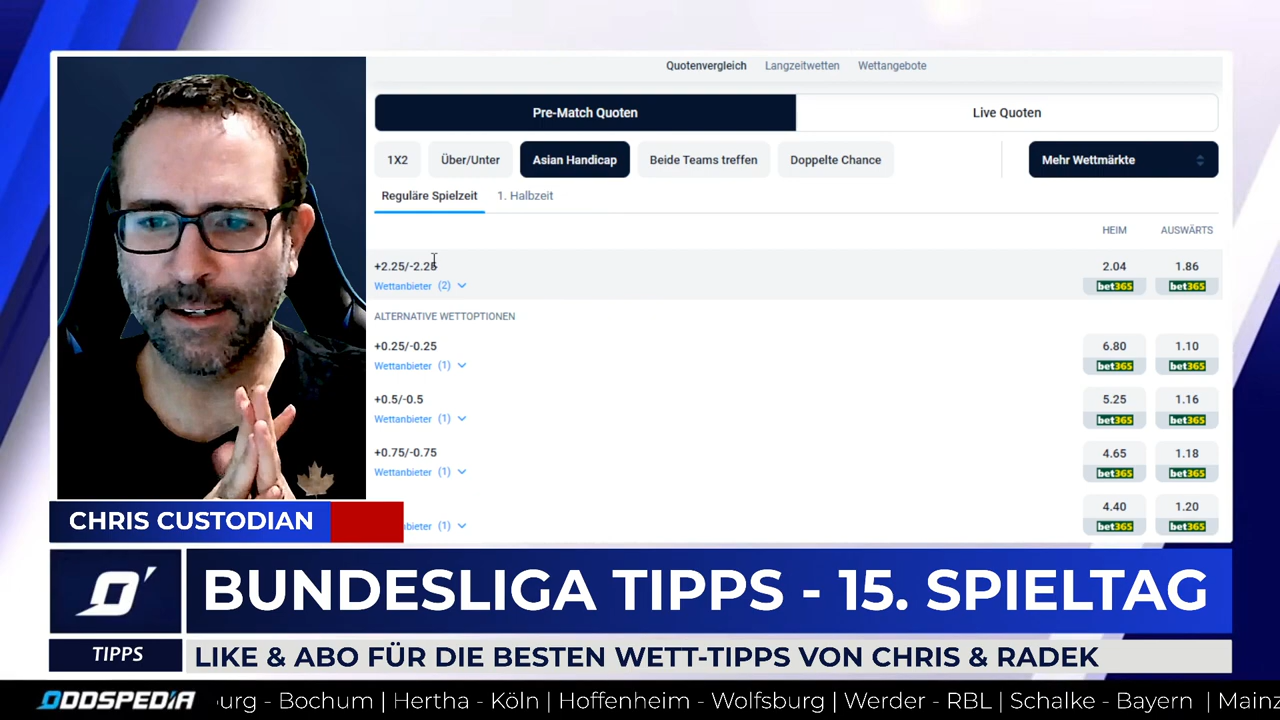 Quotenvergleich Langzeitwetten Wettangebote
Pre-Match Quoten Live Quoten
1X2 Über/Unter Asian Handicap Beide Teams treffen Doppelte Chance Mehr Wettmärkte
Reguläre Spielzeit 1. Halbzeit
HEIM AUSWÄRTS
+2.25/-2.25 2.04 1.86
Wettanbieter (2) bet365 bet365
ALTERNATIVE WETTOPTIONEN
+0.25/-0.25 6.80 1.10
Wettanbieter (1) bet365 bet365
+0.5/-0.5 5.25 1.16
Wettanbieter (1) bet365 bet365
+0.75/-0.75 4.65 1.18
Wettanbieter (1) bet365 bet365
4.40 1.20
bieter (1) bet365 bet365
CHRIS CUSTODIAN
BUNDESLIGA TIPPS - 15. SPIELTAG
TIPPS
LIKE & ABO FÜR DIE BESTEN WETT-TIPPS VON CHRIS & RADEK
ODDSPEDIA urg - Bochum | Hertha - Köln | Hoffenheim - Wolfsburg | Werder - RBL | Schalke - Bayern | Mainz